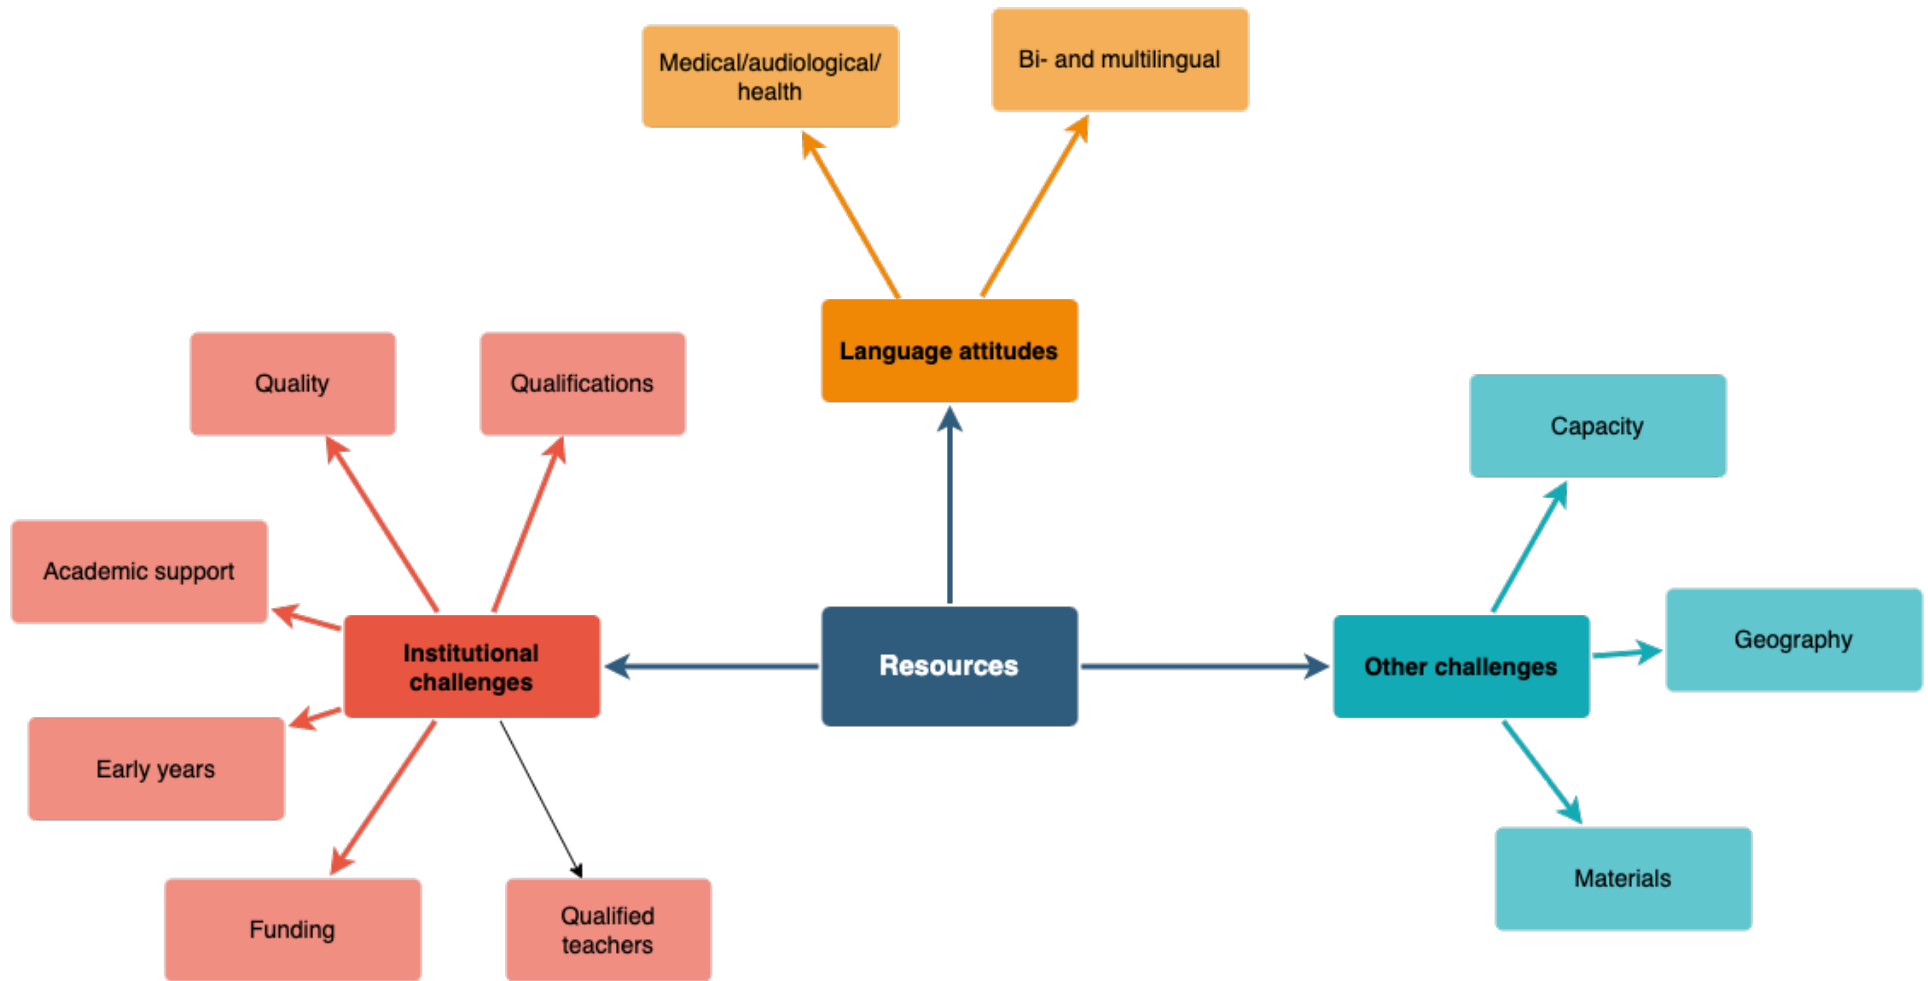 Medical/audiological/
health
Bi- and multilingual
Language attitudes
Quality
Qualifications
Capacity
Academic support
Institutional
challenges
Resources
Other challenges
Geography
Early years
Funding
Qualified
teachers
Materials